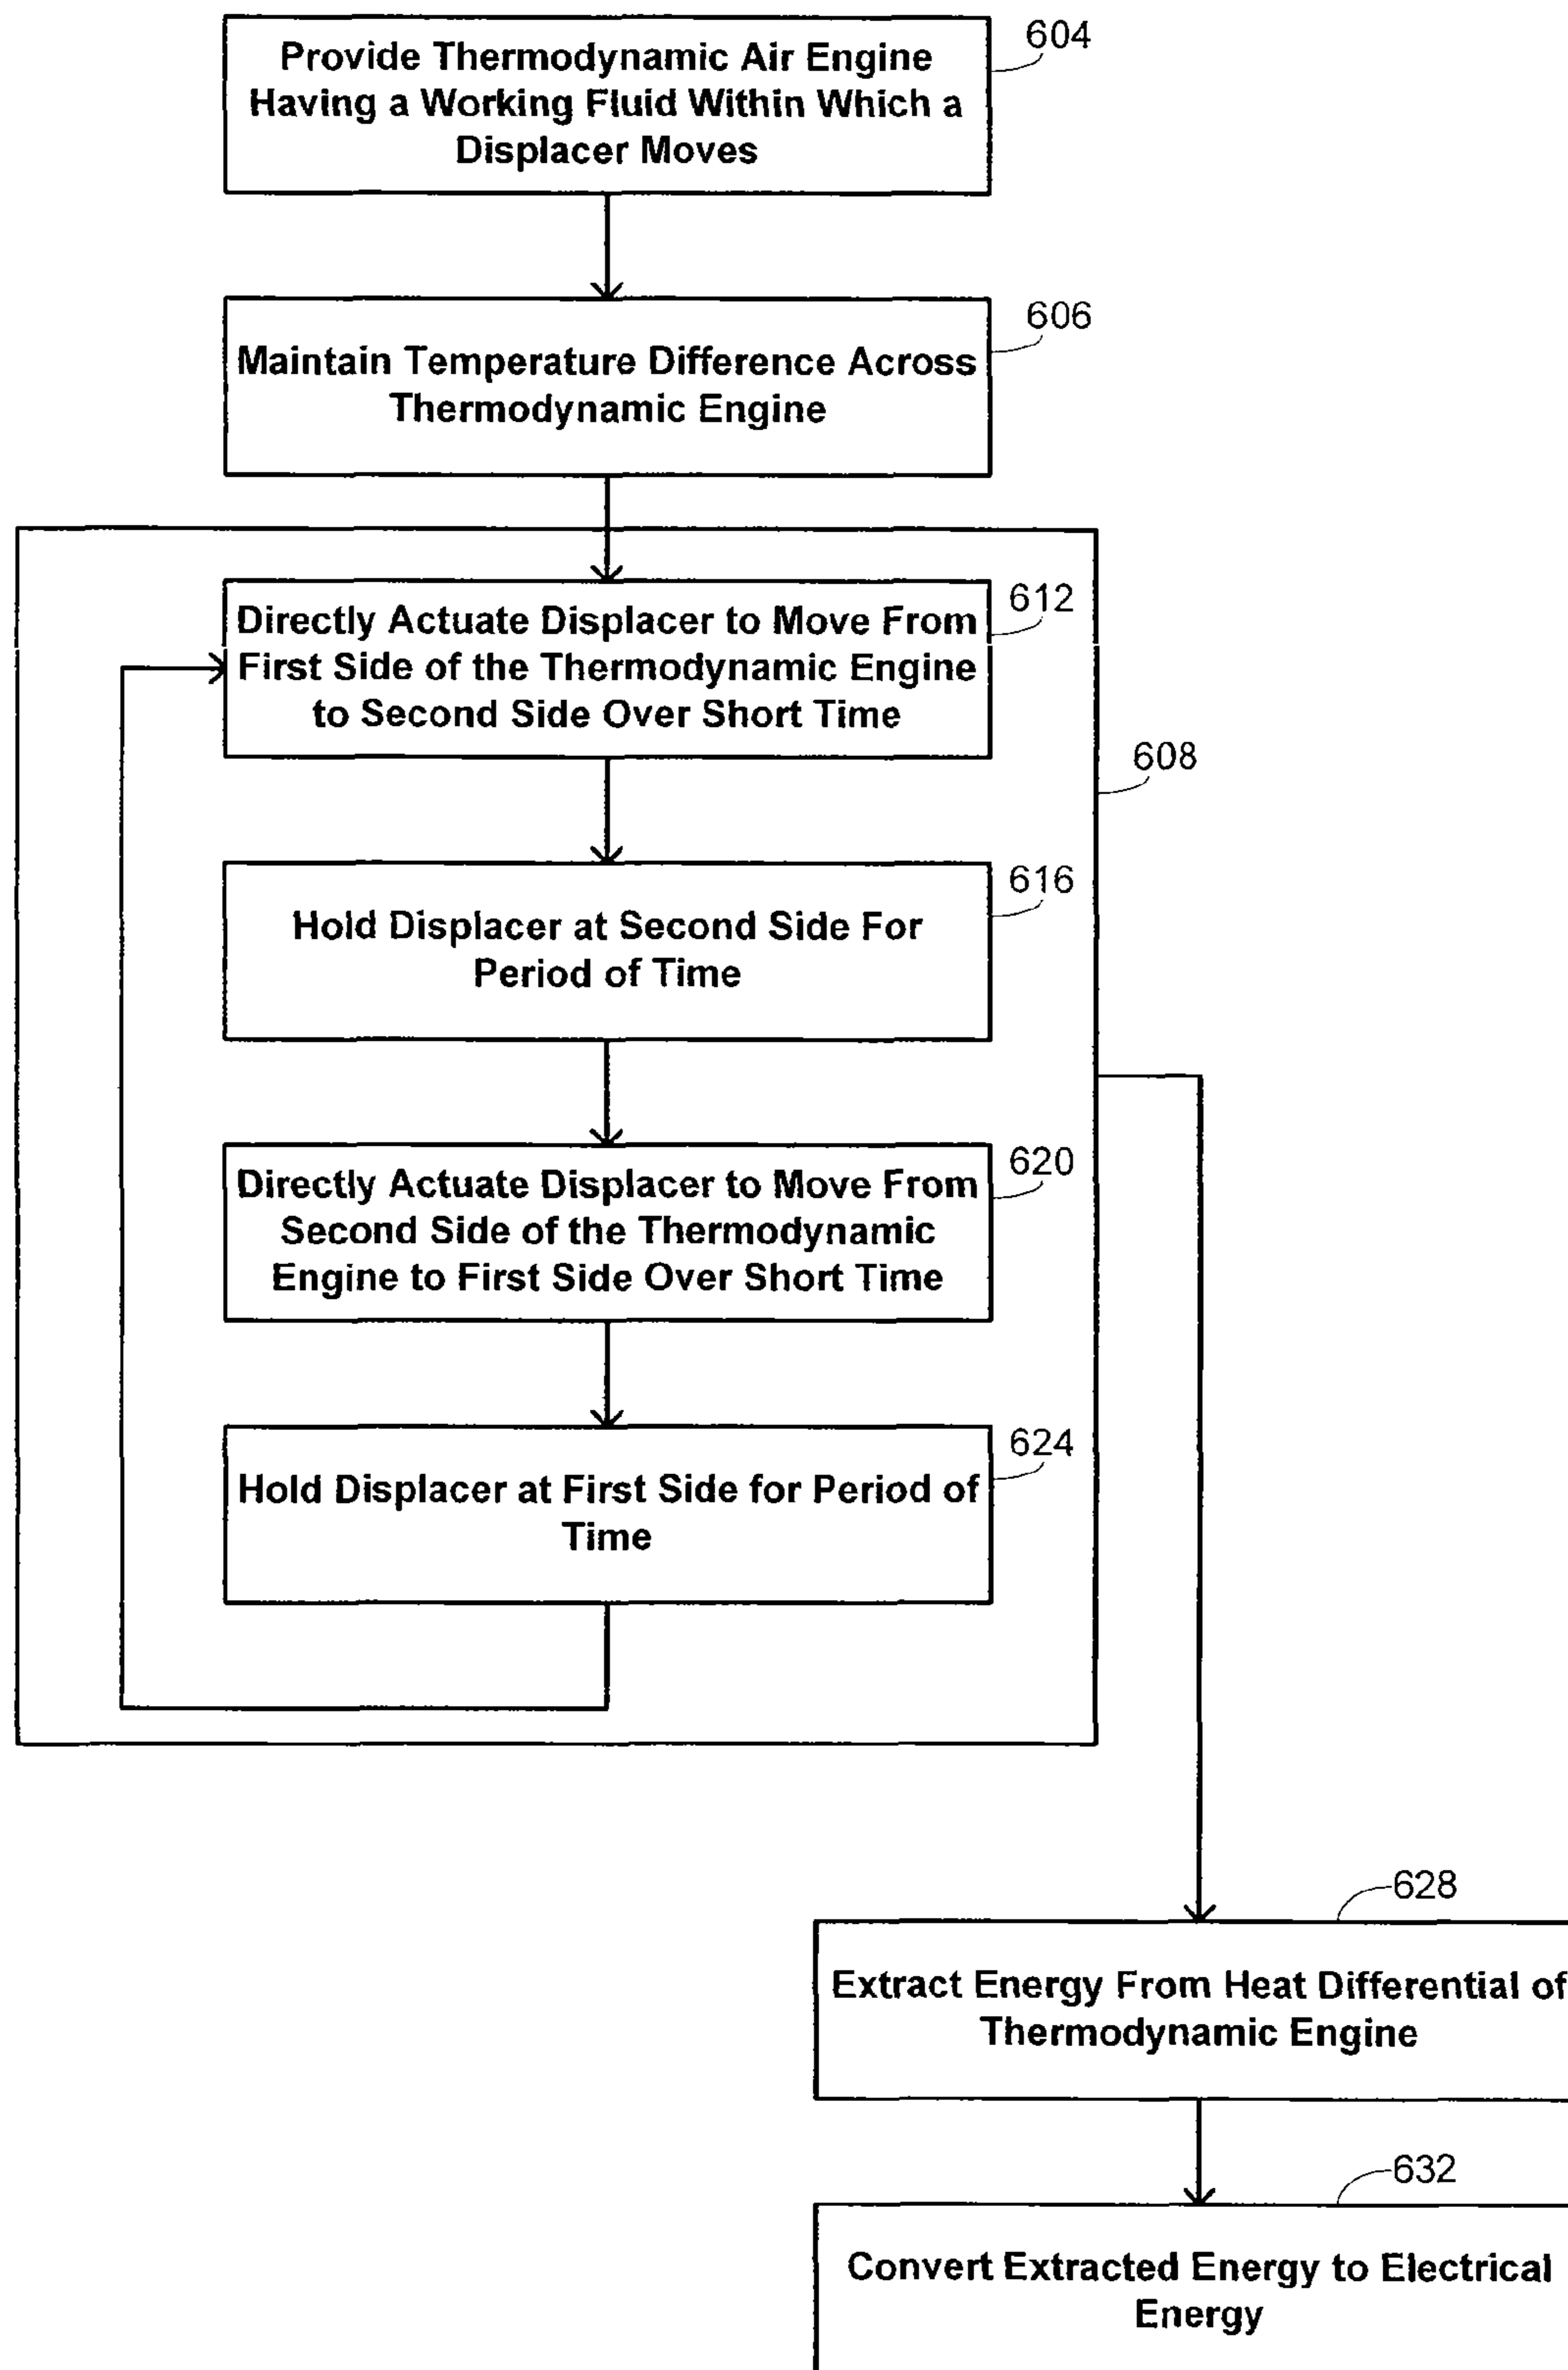 Provide Thermodynamic Air Engine
Having a Working Fluid Within Which a
Displacer Moves
604
Maintain Temperature Difference Across
Thermodynamic Engine
606
Directly Actuate Displacer to Move From
First Side of the Thermodynamic Engine
to Second Side Over Short Time
612
608
Hold Displacer at Second Side For
Period of Time
616
Directly Actuate Displacer to Move From
Second Side of the Thermodynamic
Engine to First Side Over Short Time
620
Hold Displacer at First Side for Period of
Time
624
628
Extract Energy From Heat Differential of
Thermodynamic Engine
632
Convert Extracted Energy to Electrical
Energy